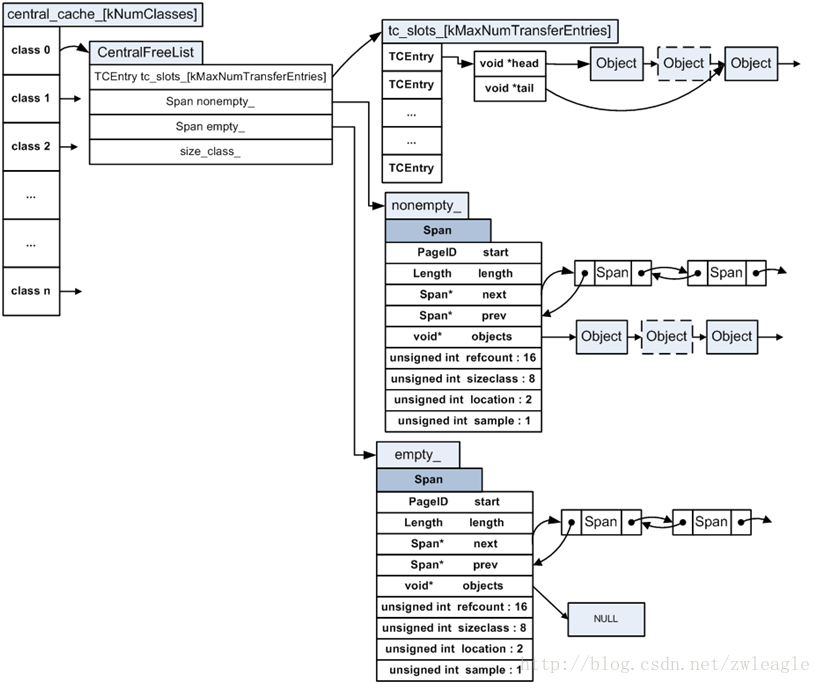 central_cache_[kNumClasses]
class 0
class 1
class 2
...
...
class n
CentralFreeList
TCEntry tc_slots_[kMaxNumTransferEntries]
Span nonempty_
Span empty_
size_class_
tc_slots_[kMaxNumTransferEntries]
TCEntry
TCEntry
...
...
TCEntry
void *head
void *tail
Object
Object
Object
nonempty_
Span
PageID start
Length length
Span* next
Span* prev
void* objects
unsigned int refcount : 16
unsigned int sizeclass : 8
unsigned int location : 2
unsigned int sample : 1
Span
Span
Object
Object
Object
empty_
Span
PageID start
Length length
Span* next
Span* prev
void* objects
unsigned int refcount : 16
unsigned int sizeclass : 8
unsigned int location : 2
unsigned int sample : 1
Span
Span
NULL
http://blog.csdn.net/zwleagle